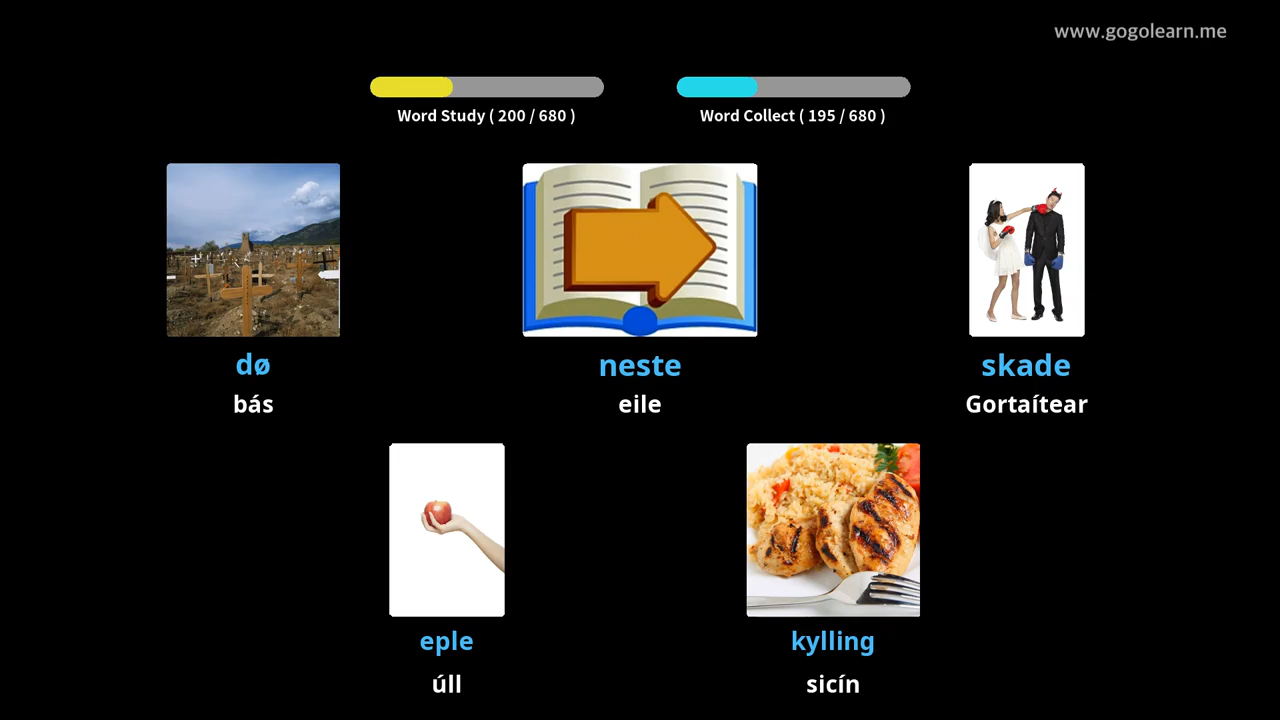 www.gogolearn.me
Word Study ( 200 / 680 )
Word Collect ( 195 / 680 )
dø
bás
neste
eile
skade
Gortaítear
eple
úll
kylling
sicín